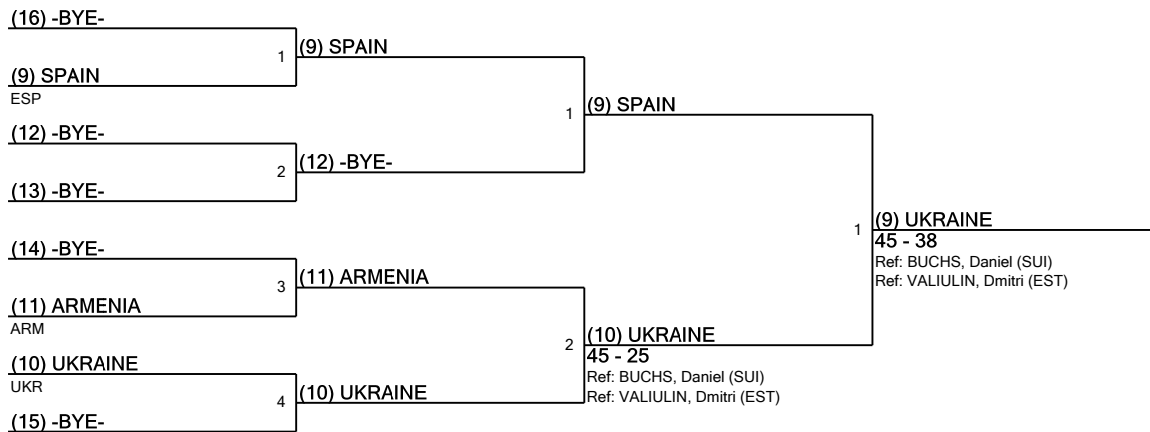 (16) -BYE-
1
(9) SPAIN
(9) SPAIN
ESP
1
(9) SPAIN
(12) -BYE-
2
(12) -BYE-
(13) -BYE-
1
(9) UKRAINE
45 - 38
Ref: BUCHS, Daniel (SUI)
Ref: VALIULIN, Dmitri (EST)
(14) -BYE-
3
(11) ARMENIA
(11) ARMENIA
ARM
2
(10) UKRAINE
45 - 25
Ref: BUCHS, Daniel (SUI)
Ref: VALIULIN, Dmitri (EST)
(10) UKRAINE
UKR
4
(10) UKRAINE
(15) -BYE-